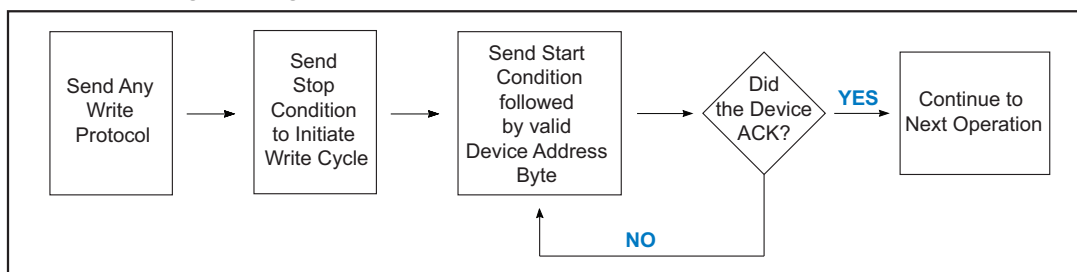 Send Any
Write
Protocol
Send
Stop
Condition
to Initiate
Write Cycle
Send Start
Condition
followed
by valid
Device Address
Byte
Did
the Device
ACK?
YES
NO
Continue to
Next Operation